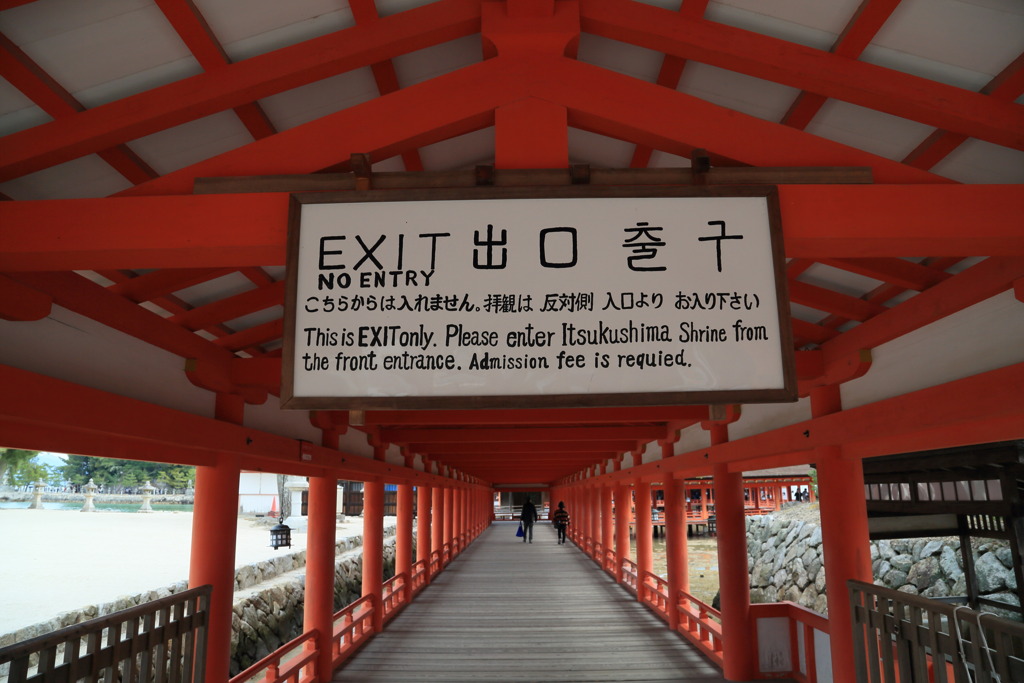 EXIT 出口 출구
NO ENTRY
こちらからは入れません。拝観は 反対側 入口より お入り下さい
This is EXIT only. Please enter Itsukushima Shrine from
the front entrance. Admission fee is requied.